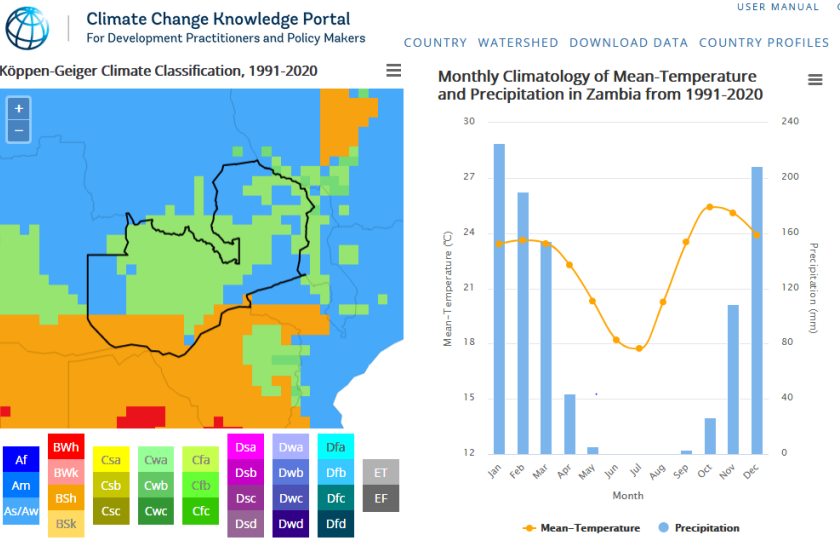 USER MANUAL
Climate Change Knowledge Portal
For Development Practitioners and Policy Makers
COUNTRY WATERSHED DOWNLOAD DATA COUNTRY PROFILES
Köppen-Geiger Climate Classification, 1991-2020
+
−
Af
Am
As/Aw
BWh
BWk
BSh
BSk
Csa
Csb
Csc
Cwa
Cwb
Cwc
Cfa
Cfb
Cfc
Dsa
Dsb
Dsc
Dsd
Dwa
Dwb
Dwc
Dwd
Dfa
Dfb
Dfc
Dfd
ET
EF
Monthly Climatology of Mean-Temperature
and Precipitation in Zambia from 1991-2020
30
27
24
21
18
15
12
Mean-Temperature (℃)
240
200
160
120
80
40
0
Precipitation (mm)
Jan Feb Mar Apr May Jun Jul Aug Sep Oct Nov Dec
Month
Mean-Temperature Precipitation